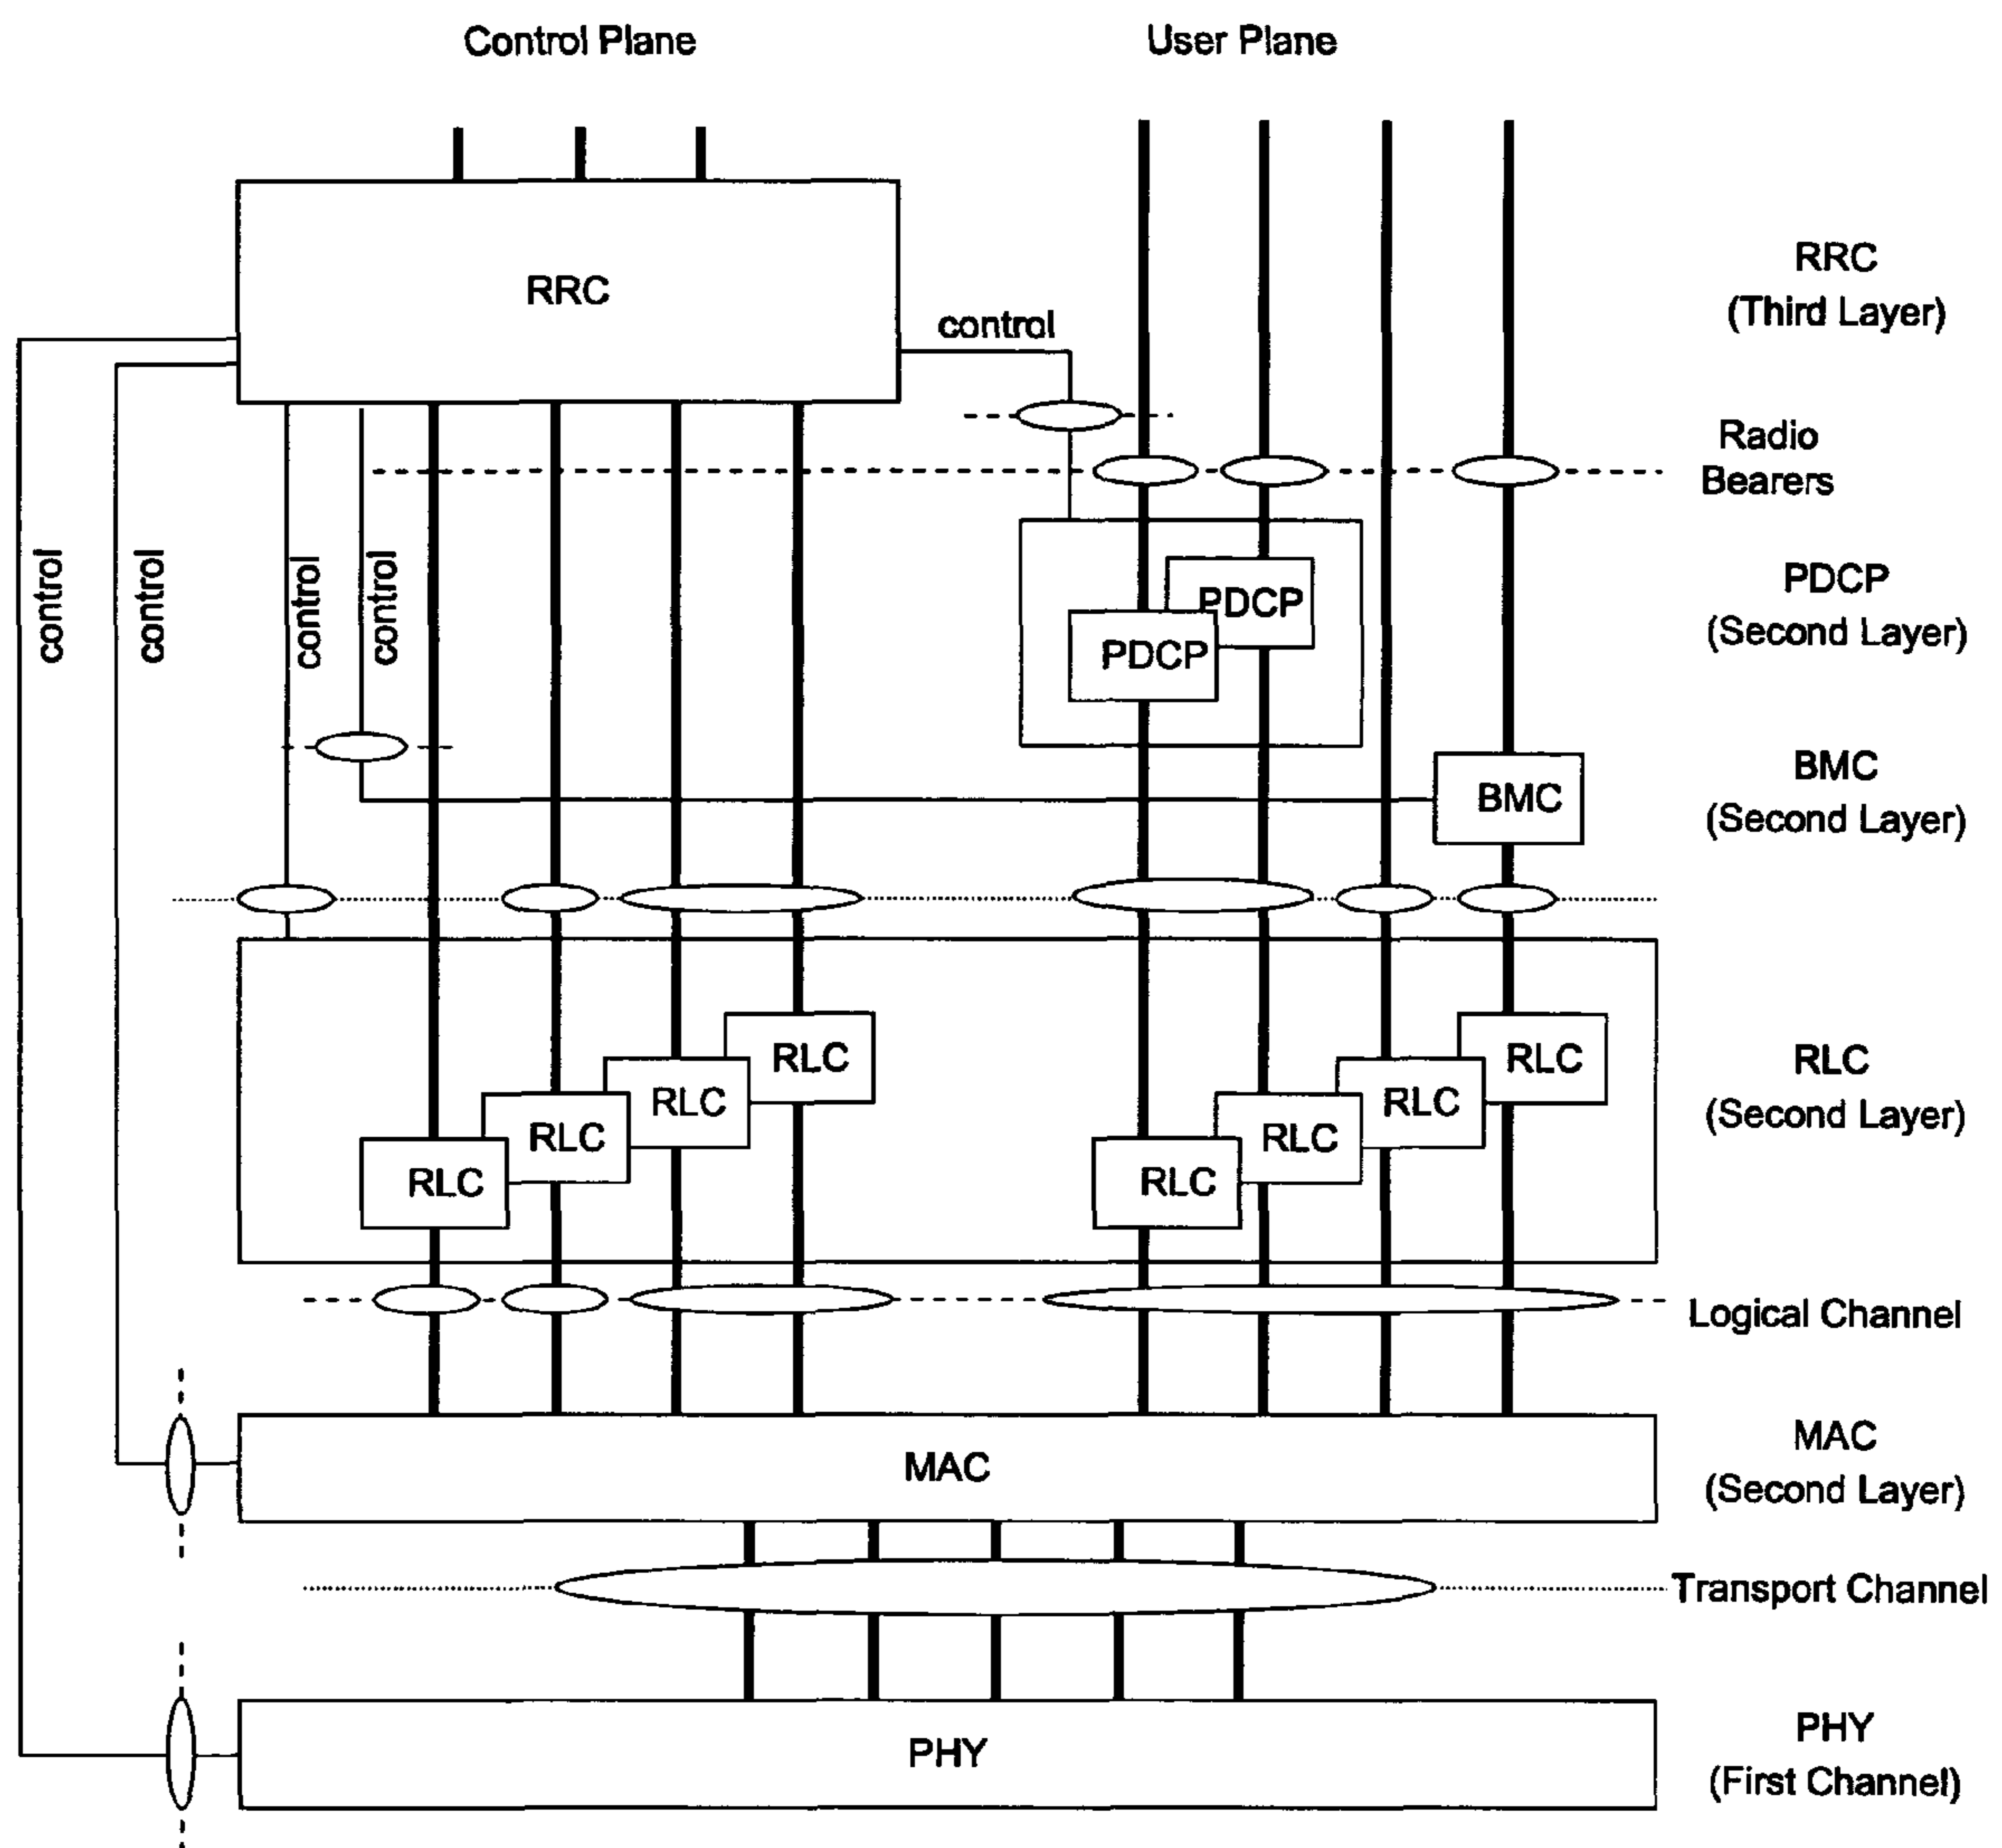 Control Plane
User Plane
RRC
control
RRC
(Third Layer)
Radio
Bearers
control
control
control
control
PDCP
PDCP
PDCP
(Second Layer)
BMC
BMC
(Second Layer)
RLC
RLC
RLC
RLC
RLC
RLC
RLC
RLC
RLC
(Second Layer)
Logical Channel
MAC
MAC
(Second Layer)
Transport Channel
PHY
PHY
(First Channel)